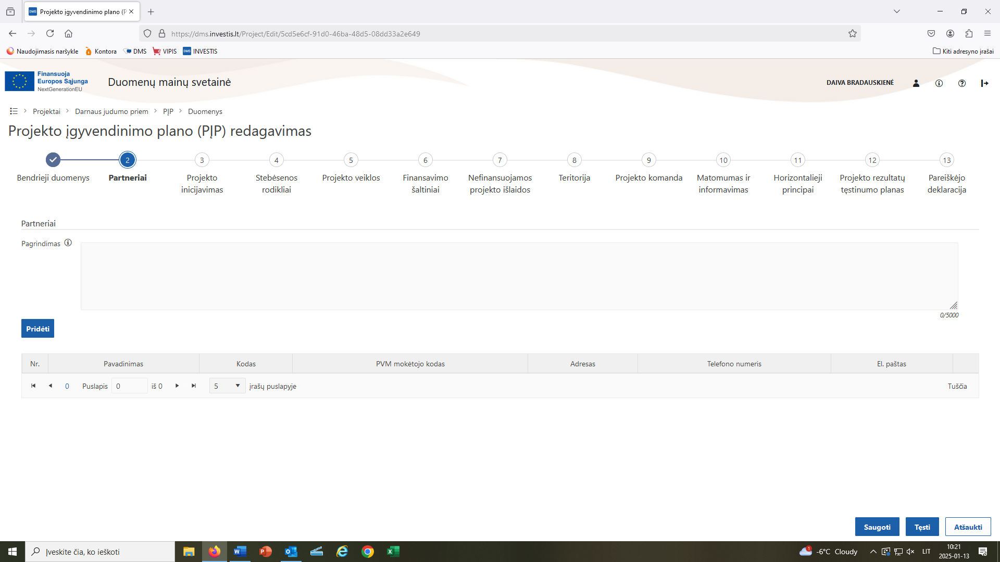 Projekto įgyvendinimo plano (P
https://dms.investis.lt/Project/Edit/5cd5e6cf-91d0-46ba-48d5-08dd33a2e649
Naudojimasis naršykle Kontora DMS VIPIS DMS INVESTIS Kiti adresyno įrašai
Finansuoja
Europos Sąjunga
NextGenerationEU
Duomenų mainų svetainė
DAIVA BRADAUSKIENĖ
Projektai > Darnaus judumo priem > PĮP > Duomenys
Projekto įgyvendinimo plano (PĮP) redagavimas
2 3 4 5 6 7 8 9 10 11 12 13
Bendrieji duomenys
Partneriai
Projekto
inicijavimas
Stebėsenos
rodikliai
Projekto veiklos
Finansavimo
šaltiniai
Nefinansuojamos
projekto išlaidos
Teritorija
Projekto komanda
Matomumas ir
informavimas
Horizontalieji
principai
Projekto rezultatų
tęstinumo planas
Pareiškėjo
deklaracija
Partneriai
Pagrindimas
0/5000
Pridėti
Nr. Pavadinimas Kodas PVM mokėtojo kodas Adresas Telefono numeris El. paštas
0 Puslapis 0 iš 0 5 įrašų puslapyje Tuščia
Saugoti Tęsti Atšaukti
Įveskite čia, ko ieškoti
-6°C Cloudy
LIT
10:21
2025-01-13